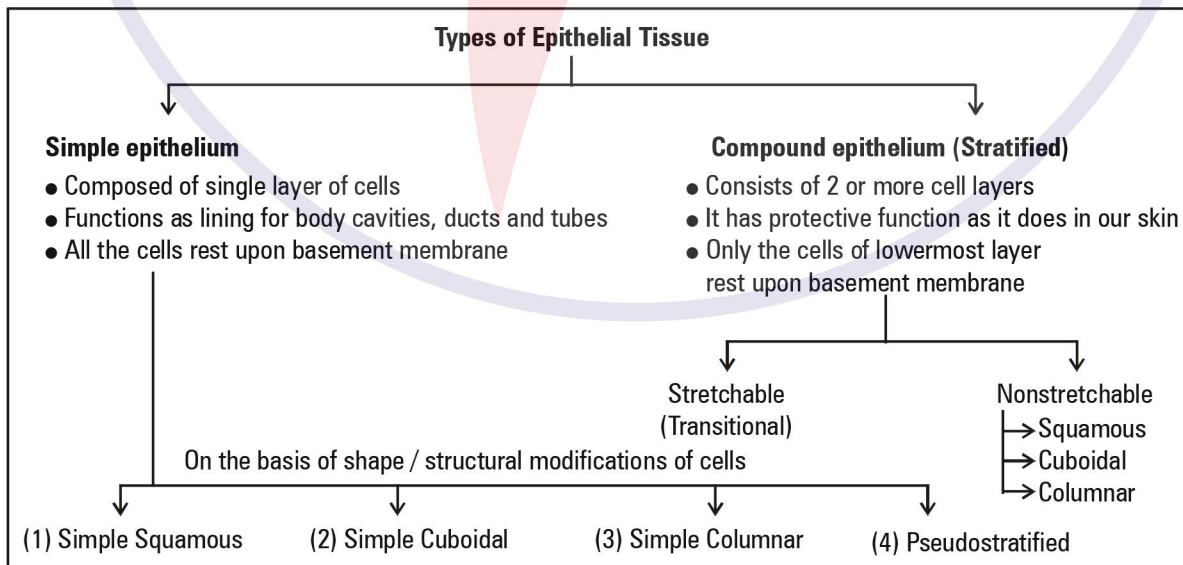 Types of Epithelial Tissue
Simple epithelium
● Composed of single layer of cells
● Functions as lining for body cavities, ducts and tubes
● All the cells rest upon basement membrane
Compound epithelium (Stratified)
● Consists of 2 or more cell layers
● It has protective function as it does in our skin
● Only the cells of lowermost layer
rest upon basement membrane
Stretchable
(Transitional)
Nonstretchable
Squamous
Cuboidal
Columnar
On the basis of shape / structural modifications of cells
(1) Simple Squamous
(2) Simple Cuboidal
(3) Simple Columnar
(4) Pseudostratified